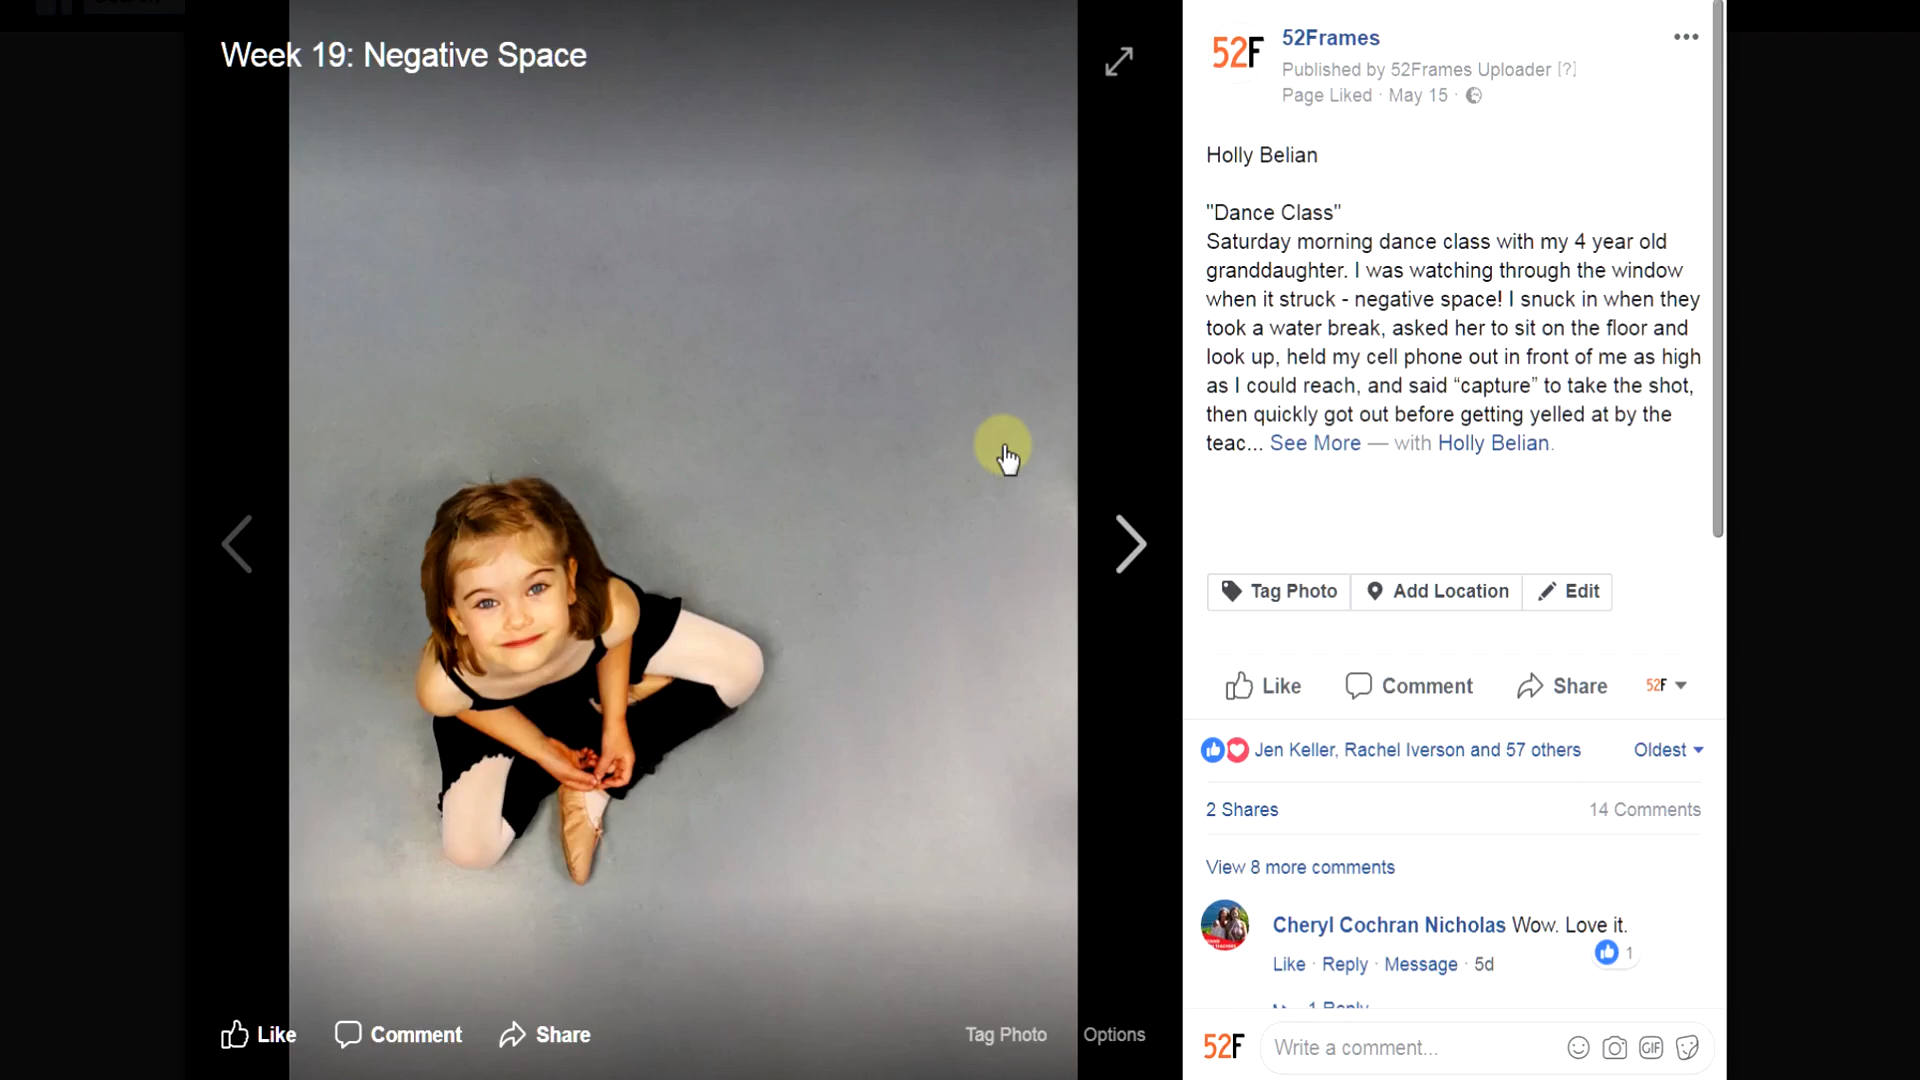 Week 19: Negative Space
Like
Comment
Share
Tag Photo
Options
52F
52Frames
Published by 52Frames Uploader [?]
Page Liked · May 15 ·
Holly Belian
"Dance Class"
Saturday morning dance class with my 4 year old
granddaughter. I was watching through the window
when it struck - negative space! I snuck in when they
took a water break, asked her to sit on the floor and
look up, held my cell phone out in front of me as high
as I could reach, and said “capture” to take the shot,
then quickly got out before getting yelled at by the
teac... See More — with Holly Belian.
Tag Photo
Add Location
Edit
Like
Comment
Share
52F
Jen Keller, Rachel Iverson and 57 others
Oldest
2 Shares
14 Comments
View 8 more comments
Cheryl Cochran Nicholas Wow. Love it.
1
Like · Reply · Message · 5d
1 Reply
52F
Write a comment...
GIF